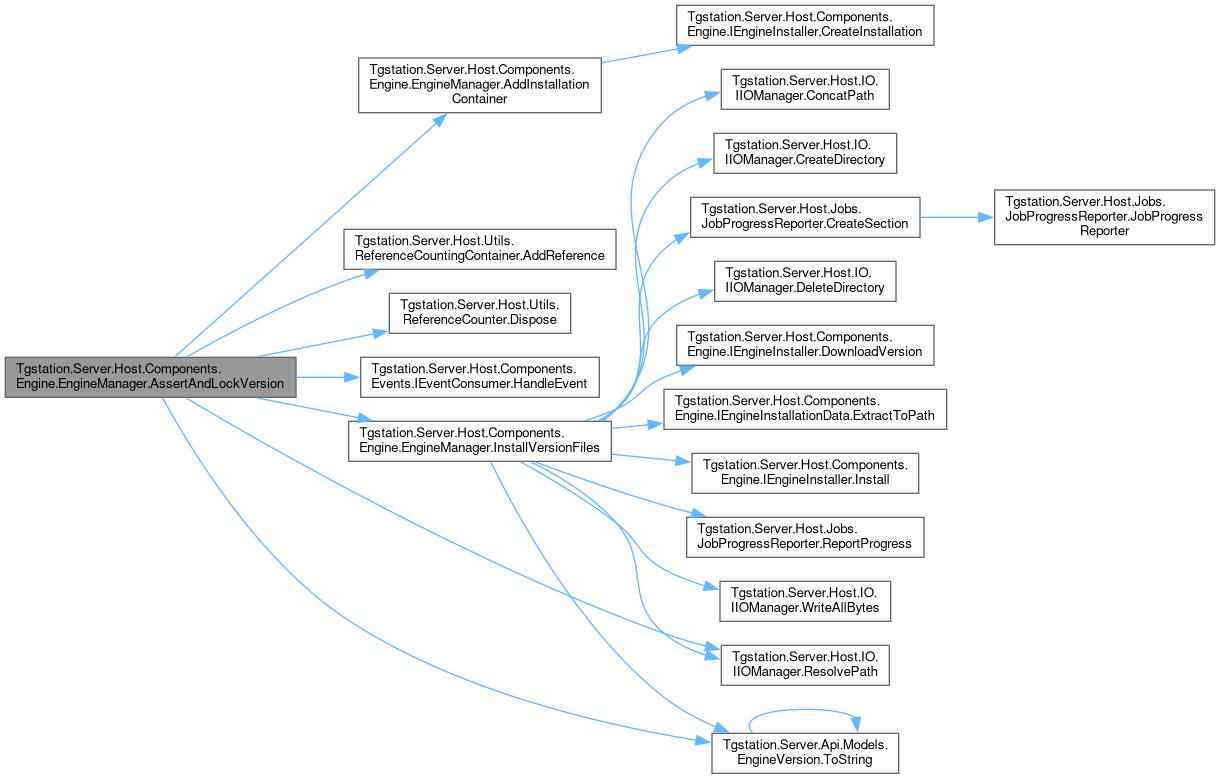 Tgstation.Server.Host.Components.
Engine.EngineManager.AssertAndLockVersion
Tgstation.Server.Host.Components.
Engine.EngineManager.AddInstallation
Container
Tgstation.Server.Host.Components.
Engine.IEngineInstaller.CreateInstallation
Tgstation.Server.Host.Utils.
ReferenceCountingContainer.AddReference
Tgstation.Server.Host.Utils.
ReferenceCounter.Dispose
Tgstation.Server.Host.Components.
Events.IEventConsumer.HandleEvent
Tgstation.Server.Host.Components.
Engine.EngineManager.InstallVersionFiles
Tgstation.Server.Host.IO.
IIOManager.ConcatPath
Tgstation.Server.Host.IO.
IIOManager.CreateDirectory
Tgstation.Server.Host.Jobs.
JobProgressReporter.CreateSection
Tgstation.Server.Host.Jobs.
JobProgressReporter.JobProgress
Reporter
Tgstation.Server.Host.IO.
IIOManager.DeleteDirectory
Tgstation.Server.Host.Components.
Engine.IEngineInstaller.DownloadVersion
Tgstation.Server.Host.Components.
Engine.IEngineInstallationData.ExtractToPath
Tgstation.Server.Host.Components.
Engine.IEngineInstaller.Install
Tgstation.Server.Host.Jobs.
JobProgressReporter.ReportProgress
Tgstation.Server.Host.IO.
IIOManager.WriteAllBytes
Tgstation.Server.Host.IO.
IIOManager.ResolvePath
Tgstation.Server.Api.Models.
EngineVersion.ToString